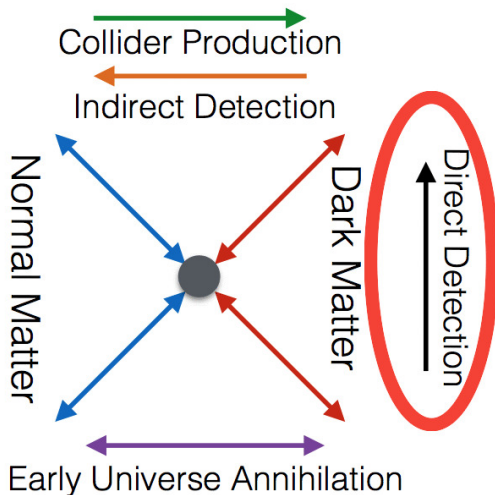 Collider Production
Indirect Detection
Normal Matter
Dark Matter
Direct Detection
Early Universe Annihilation